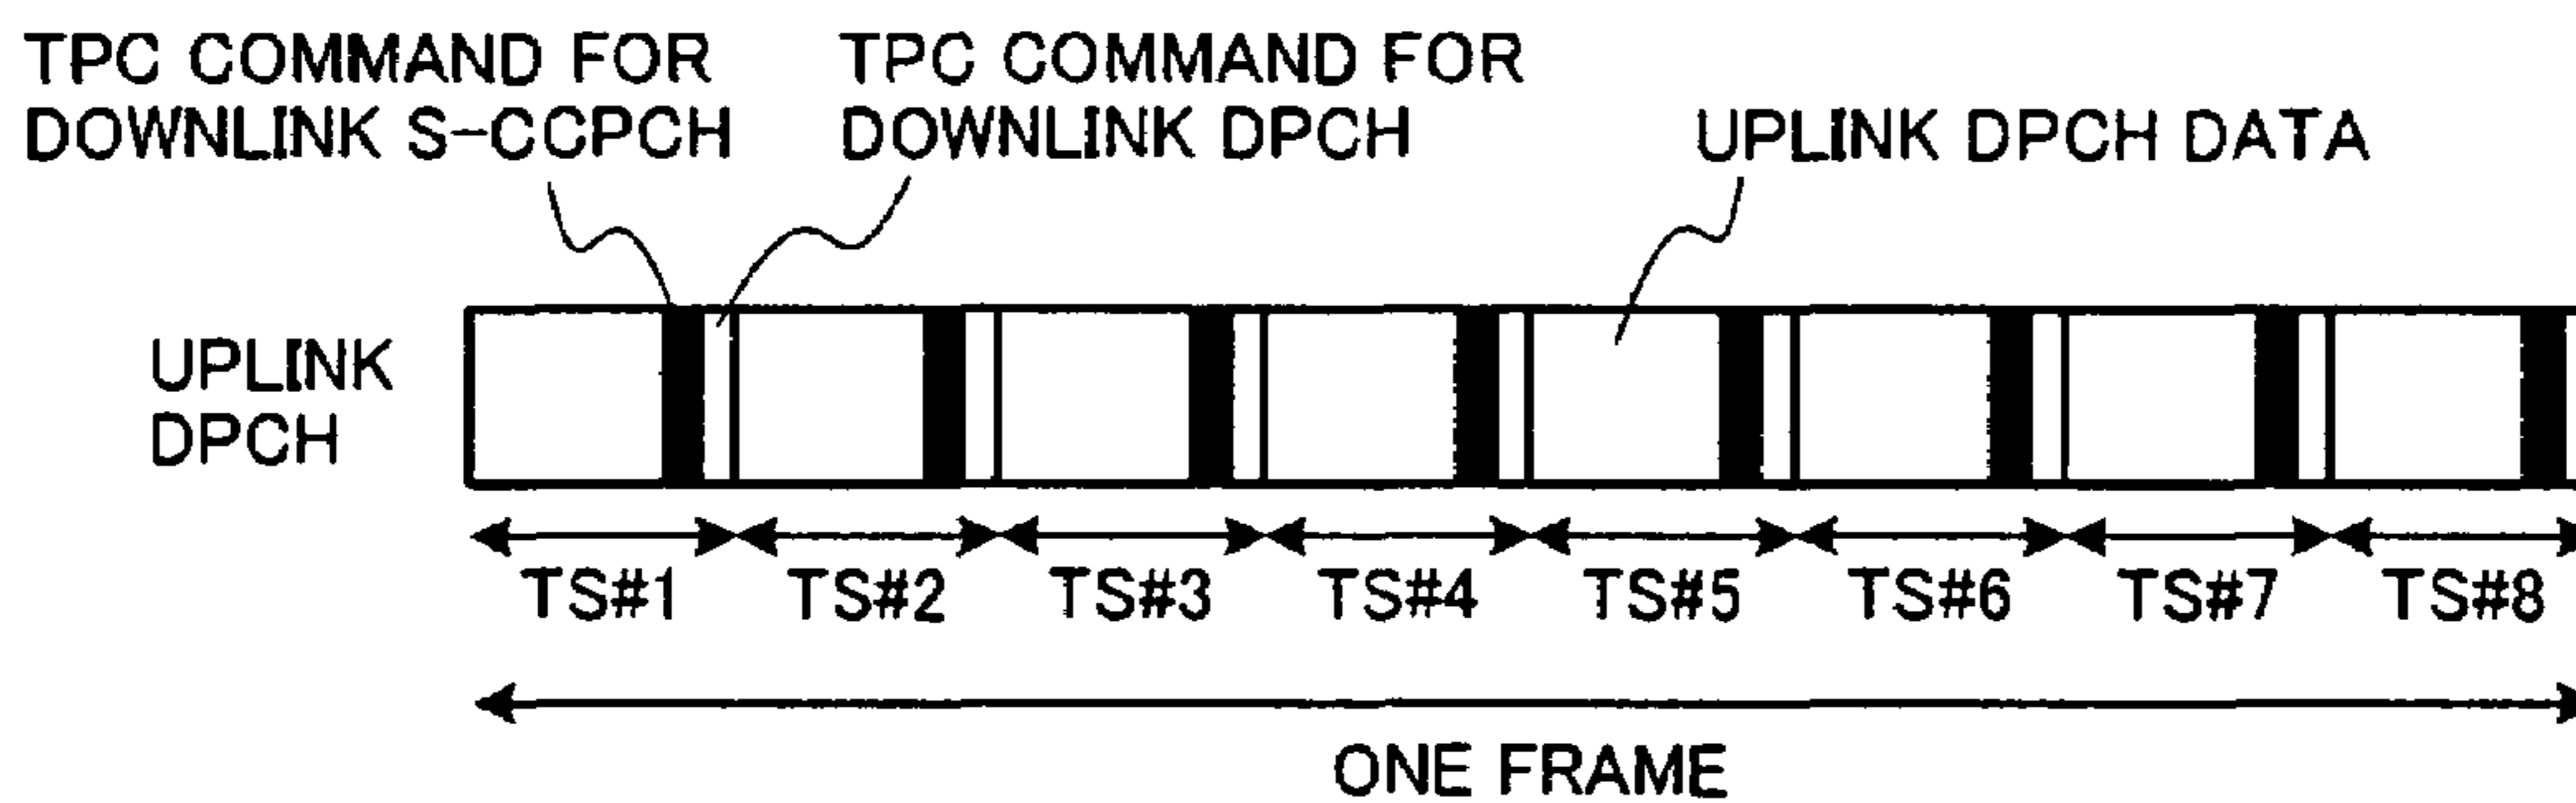 TPC COMMAND FOR
DOWNLINK S-CCPCH
TPC COMMAND FOR
DOWNLINK DPCH
UPLINK DPCH DATA
UPLINK
DPCH
TS#1 TS#2 TS#3 TS#4 TS#5 TS#6 TS#7 TS#8
ONE FRAME